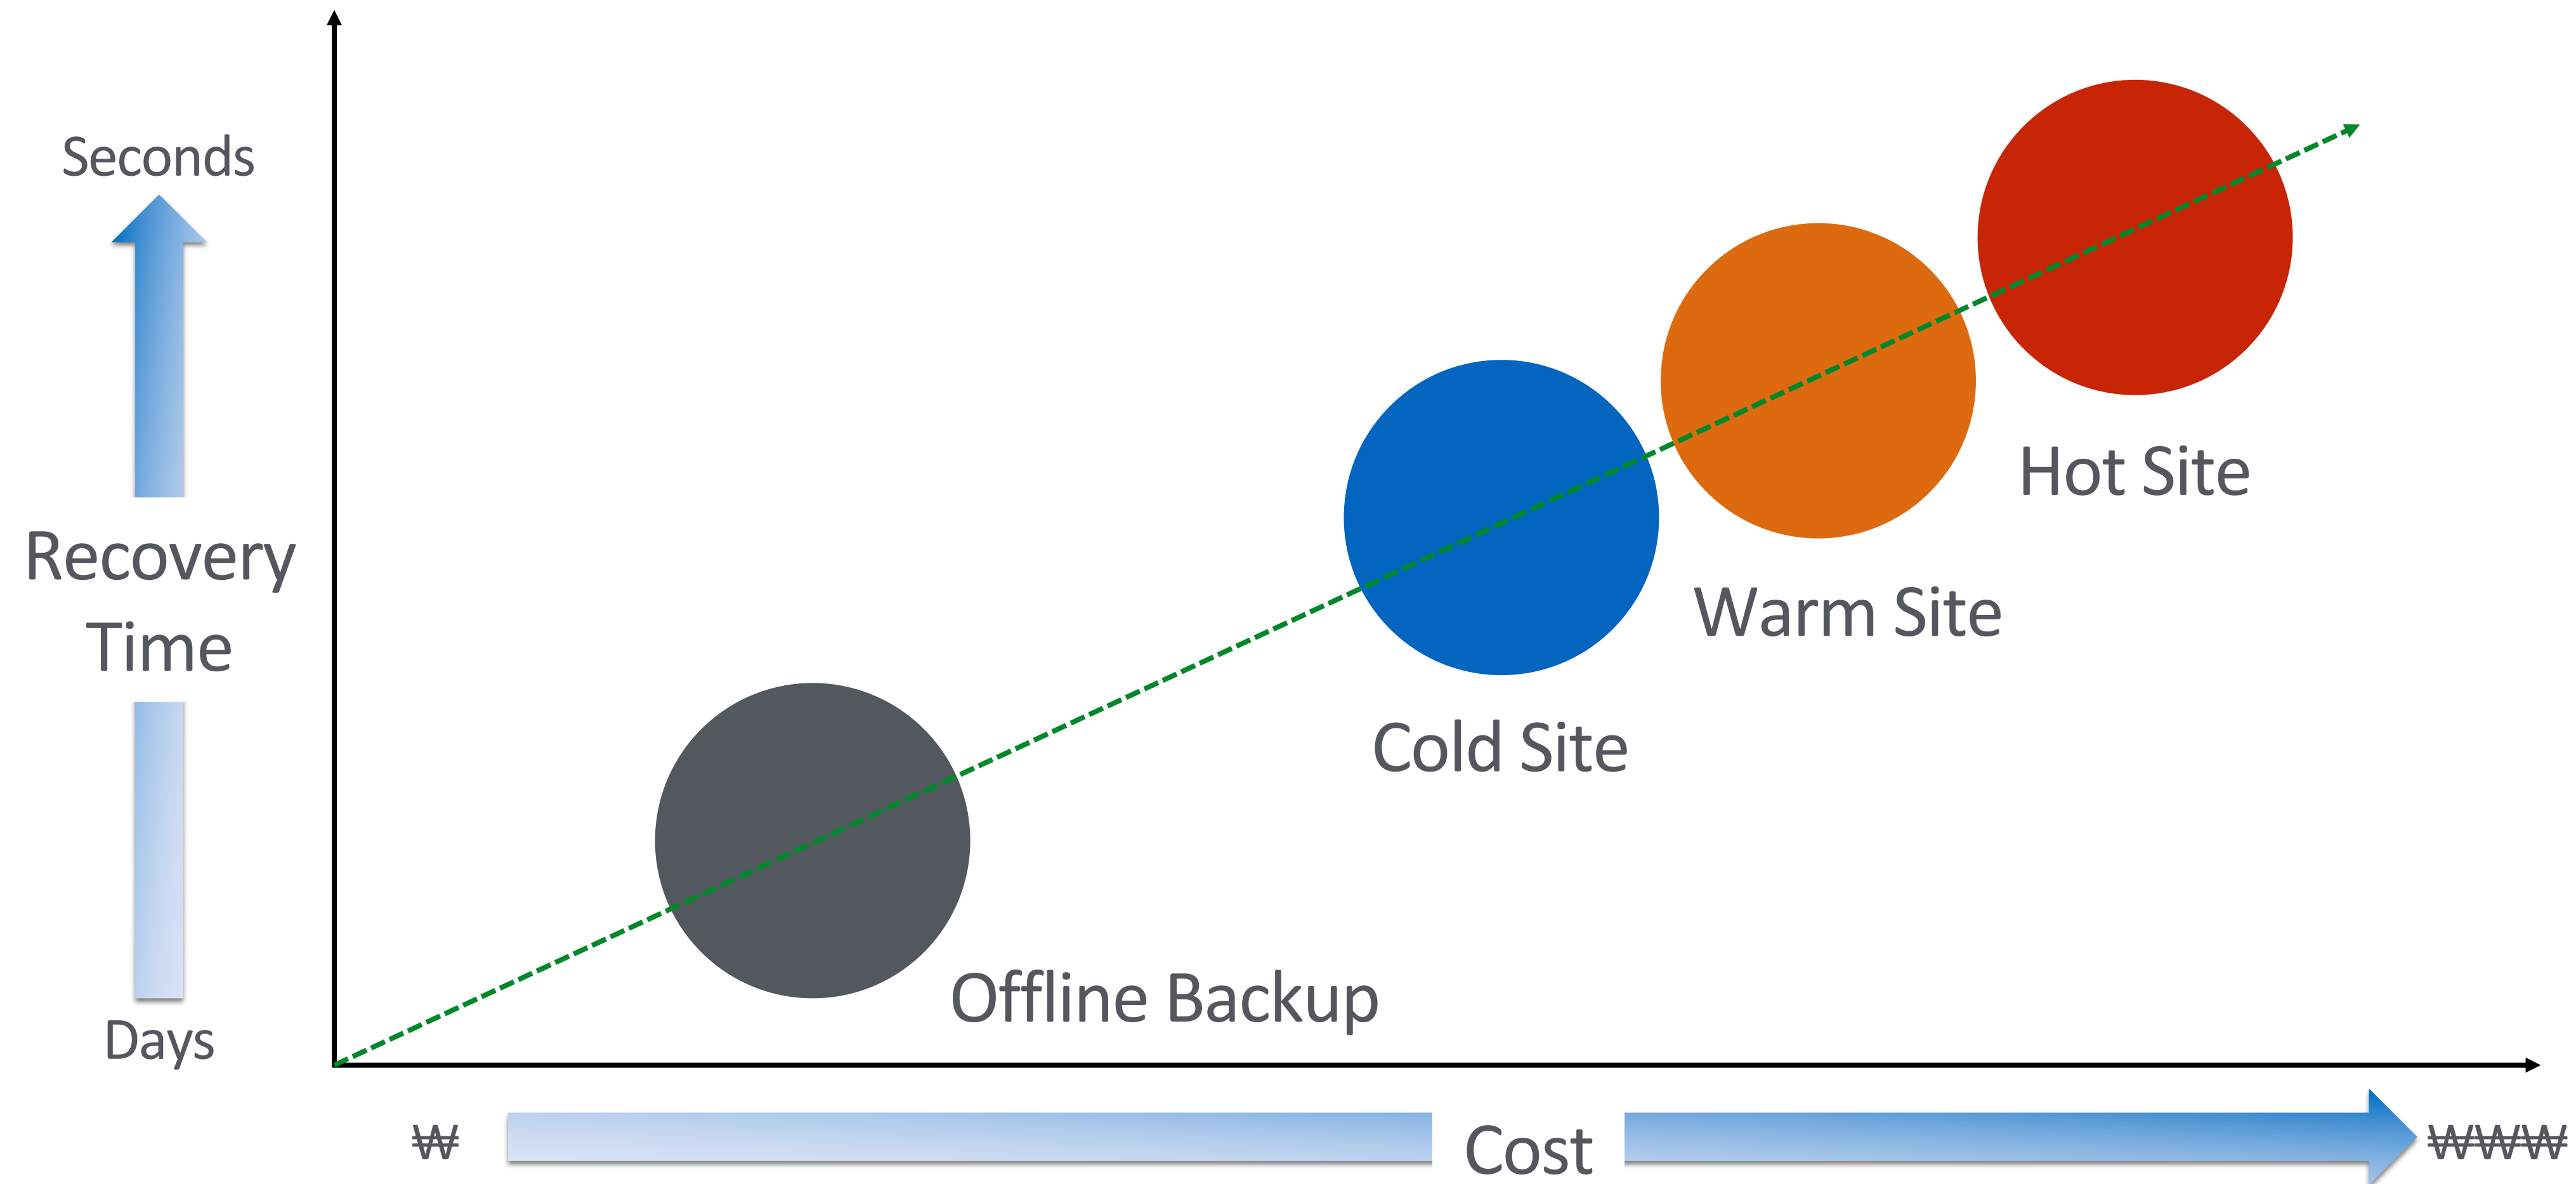 Seconds
Recovery
Time
Days
Hot Site
Warm Site
Cold Site
Offline Backup
₩
Cost
₩₩₩